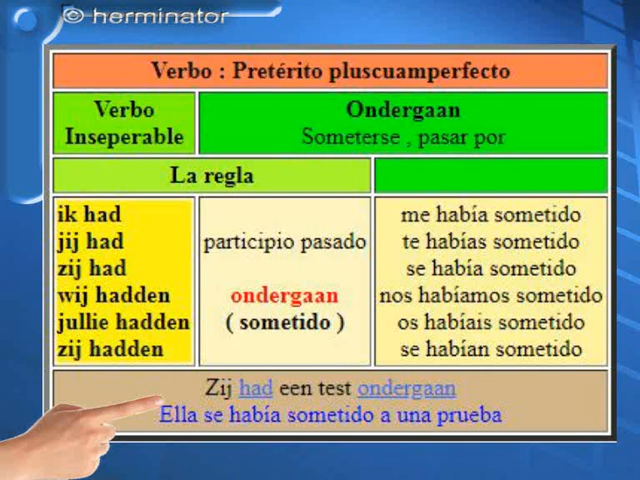 © herminator
Verbo : Pretérito pluscuamperfecto
Verbo
Inseperable
Ondergaan
Someterse , pasar por
La regla
ik had
jij had
zij had
wij hadden
jullie hadden
zij hadden
participio pasado
ondergaan
( sometido )
me había sometido
te habías sometido
se había sometido
nos habíamos sometido
os habíais sometido
se habían sometido
Zij had een test ondergaan
Ella se había sometido a una prueba